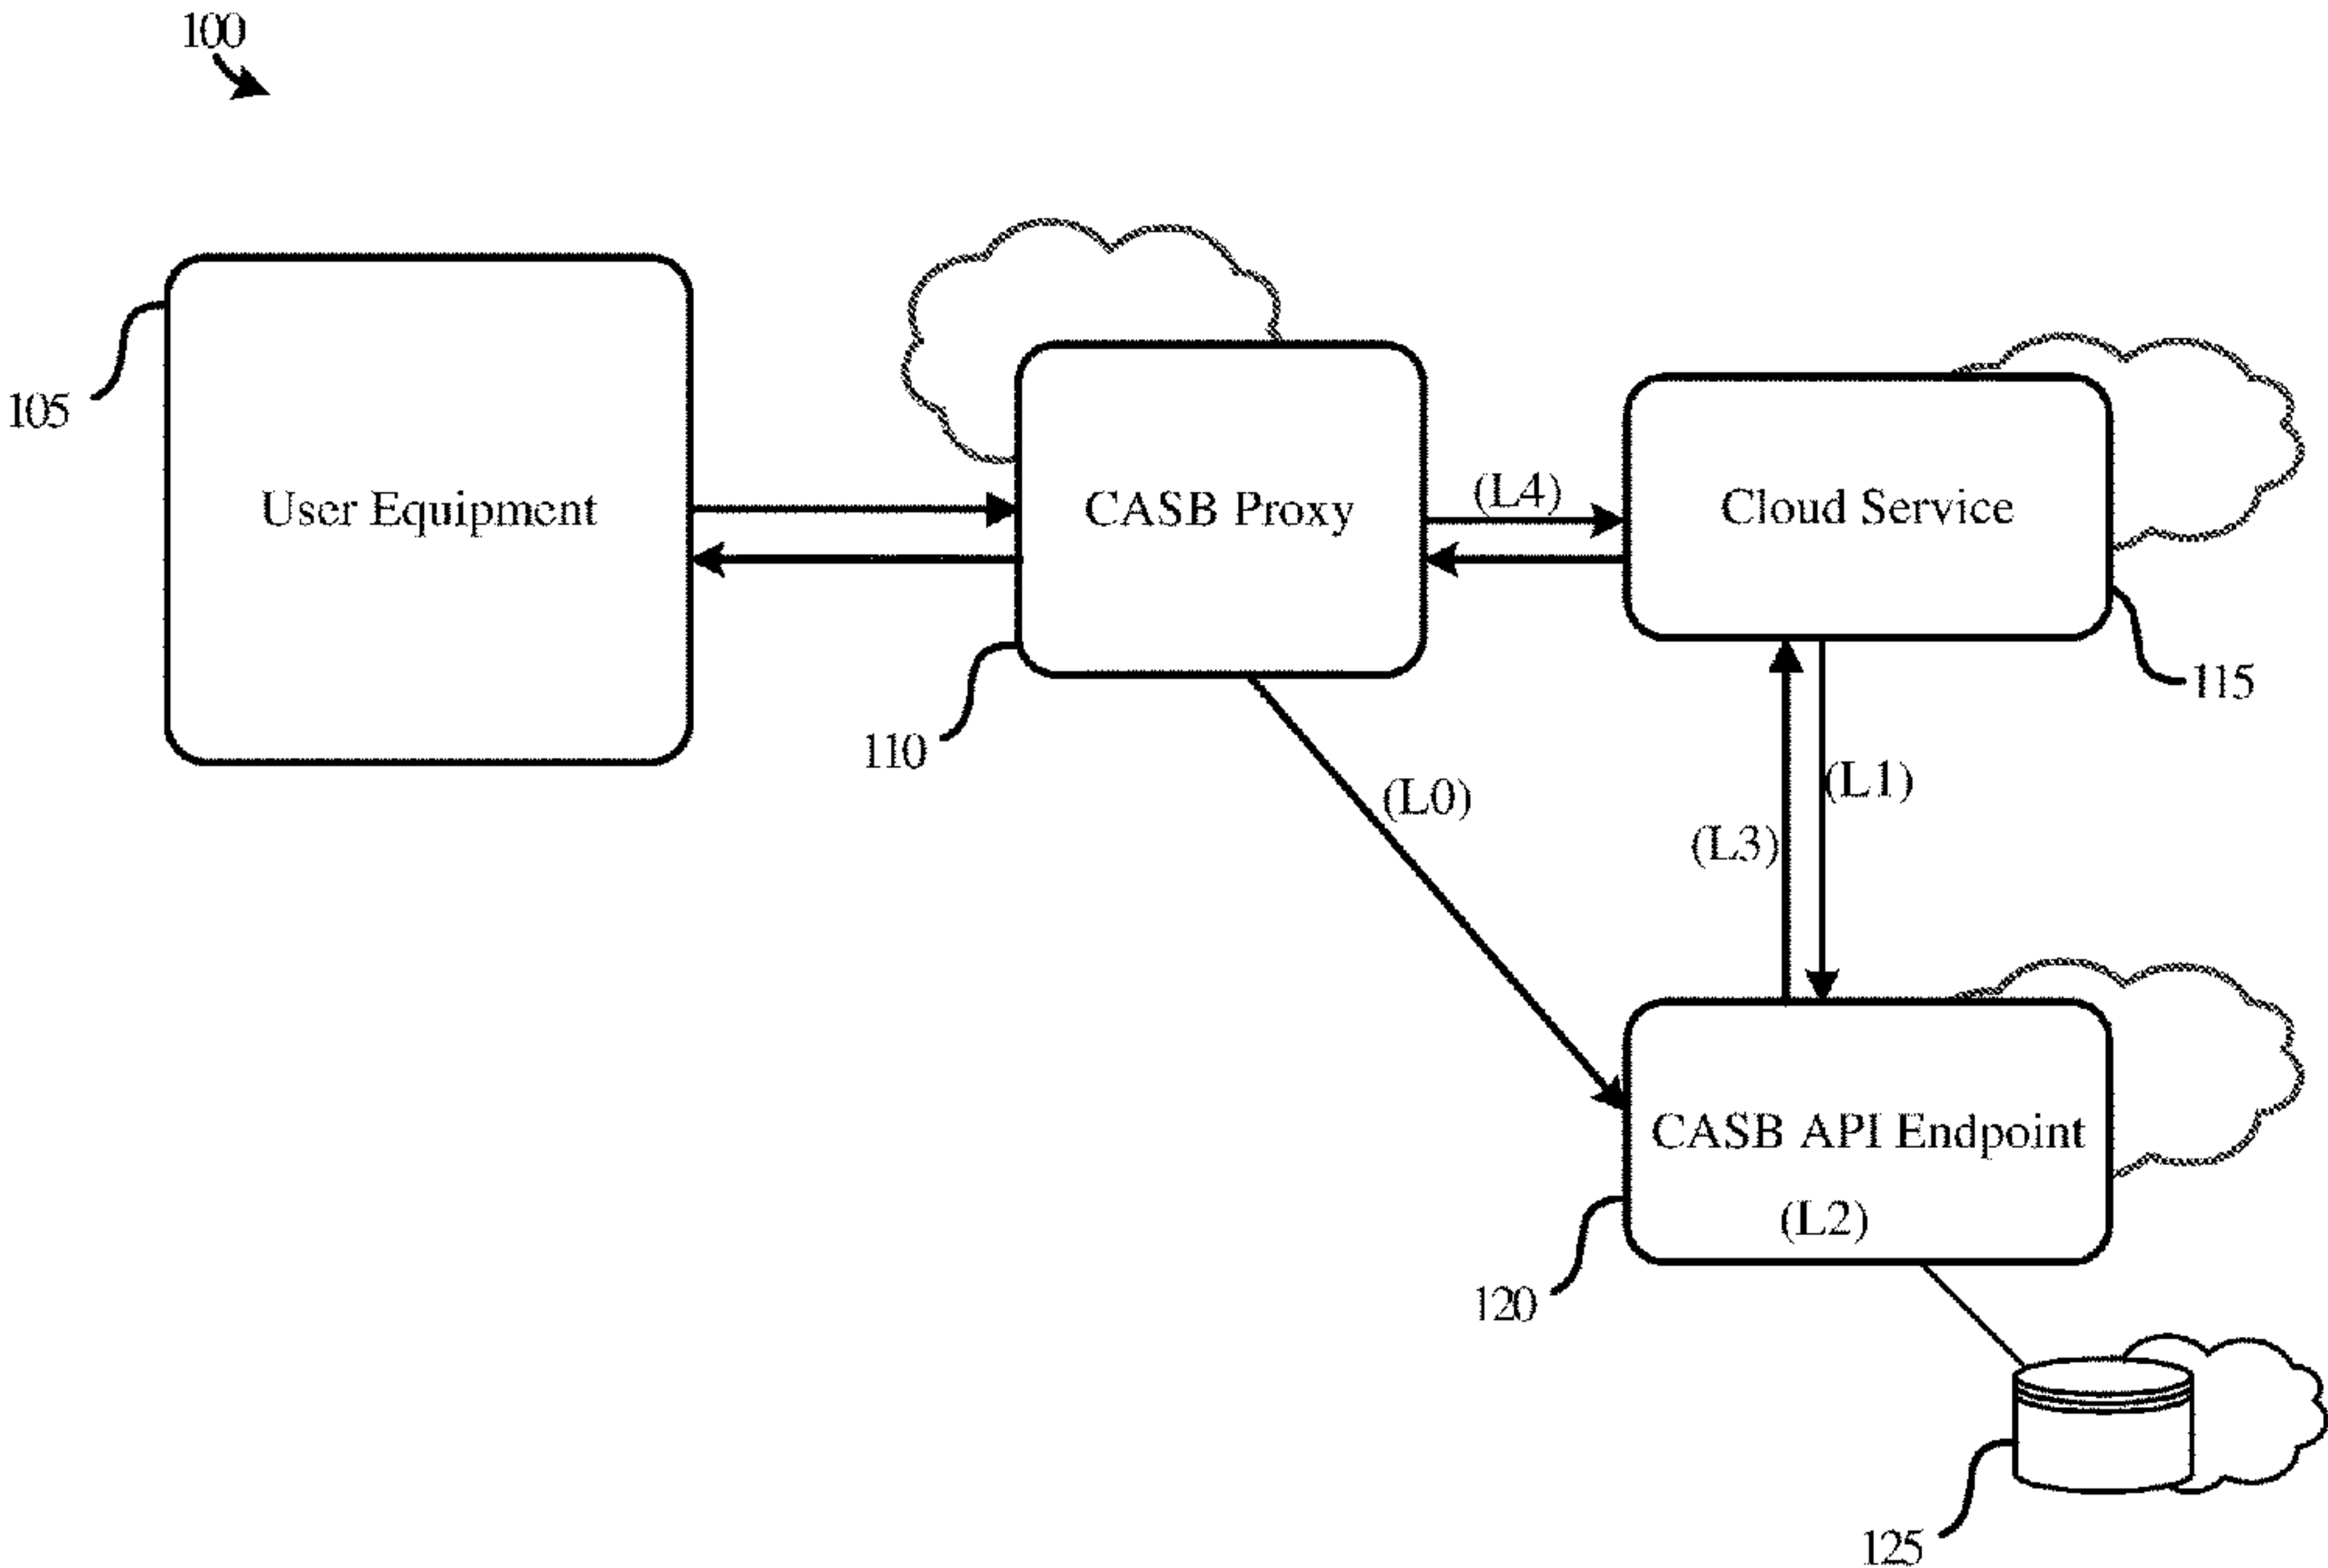 100
105
User Equipment
CASB Proxy
(L4)
Cloud Service
110
115
(L0)
(L1)
(L3)
CASB API Endpoint
(L2)
120
125